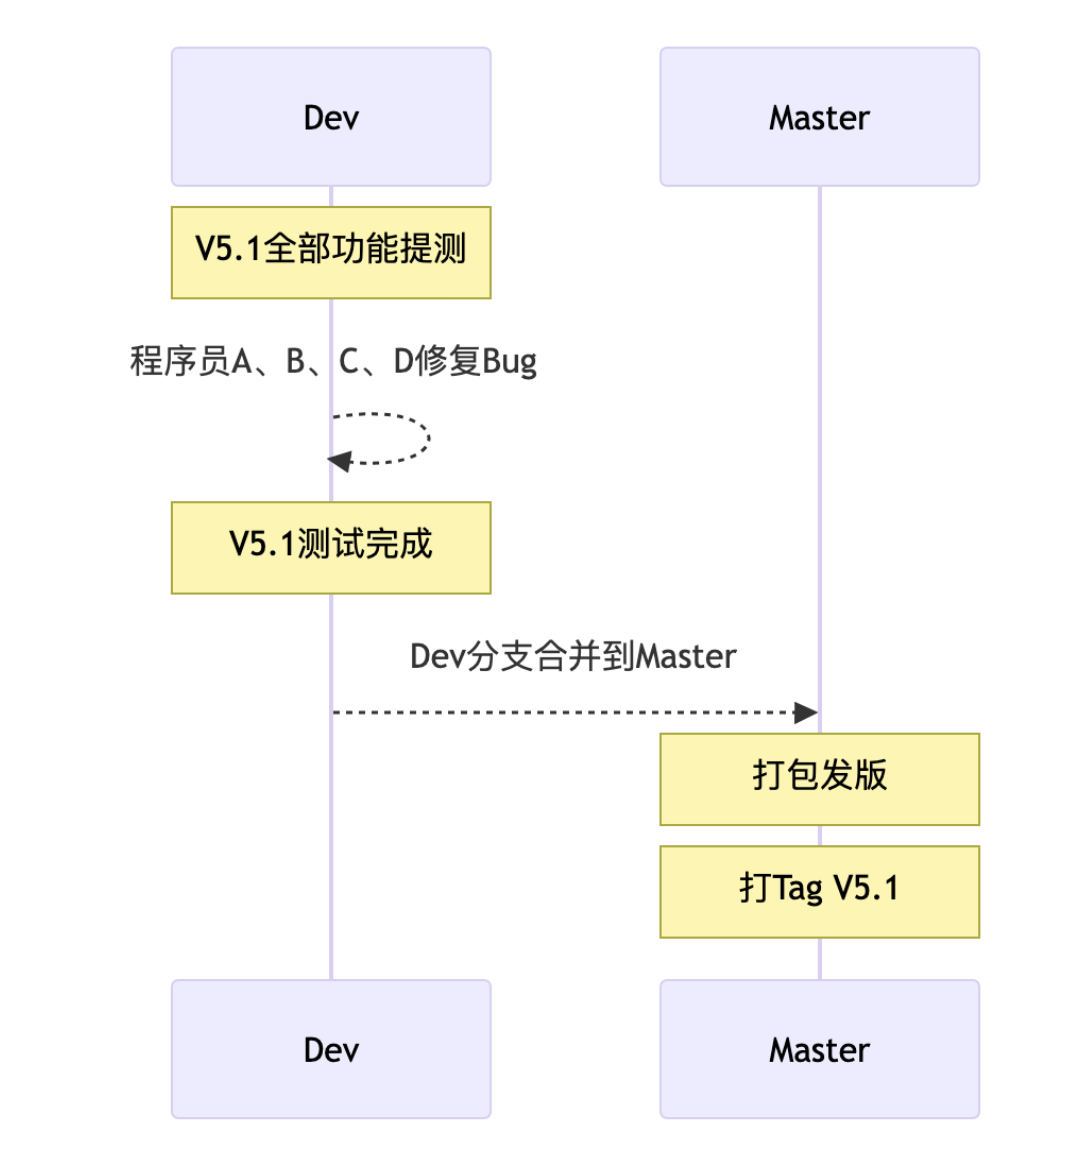 Dev
Master
V5.1全部功能提测
程序员A、B、C、D修复Bug
V5.1测试完成
Dev分支合并到Master
打包发版
打Tag V5.1
Dev
Master